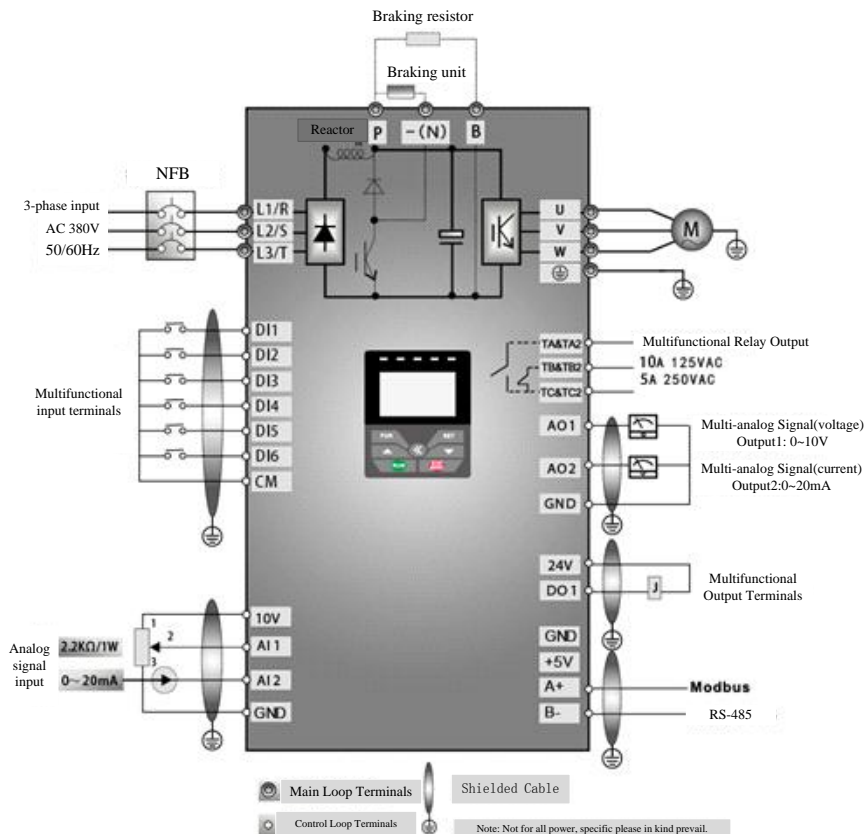 Braking resistor
Braking unit
Reactor
P
-(N)
B
NFB
3-phase input
AC 380V
50/60Hz
L1/R
L2/S
L3/T
U
V
W
M
DI1
DI2
DI3
DI4
DI5
DI6
CM
Multifunctional
input terminals
TA&TA2
TB&TB2
TC&TC2
Multifunctional Relay Output
10A 125VAC
5A 250VAC
AO1
AO2
GND
Multi-analog Signal(voltage)
Output1: 0~10V
Multi-analog Signal(current)
Output2:0~20mA
24V
DO1
J
Multifunctional
Output Terminals
Analog
signal
input
2.2KΩ/1W
0~20mA
1
2
3
10V
AI1
AI2
GND
GND
+5V
A+
B-
Modbus
RS-485
Main Loop Terminals
Shielded Cable
Control Loop Terminals
Note: Not for all power, specific please in kind prevail.